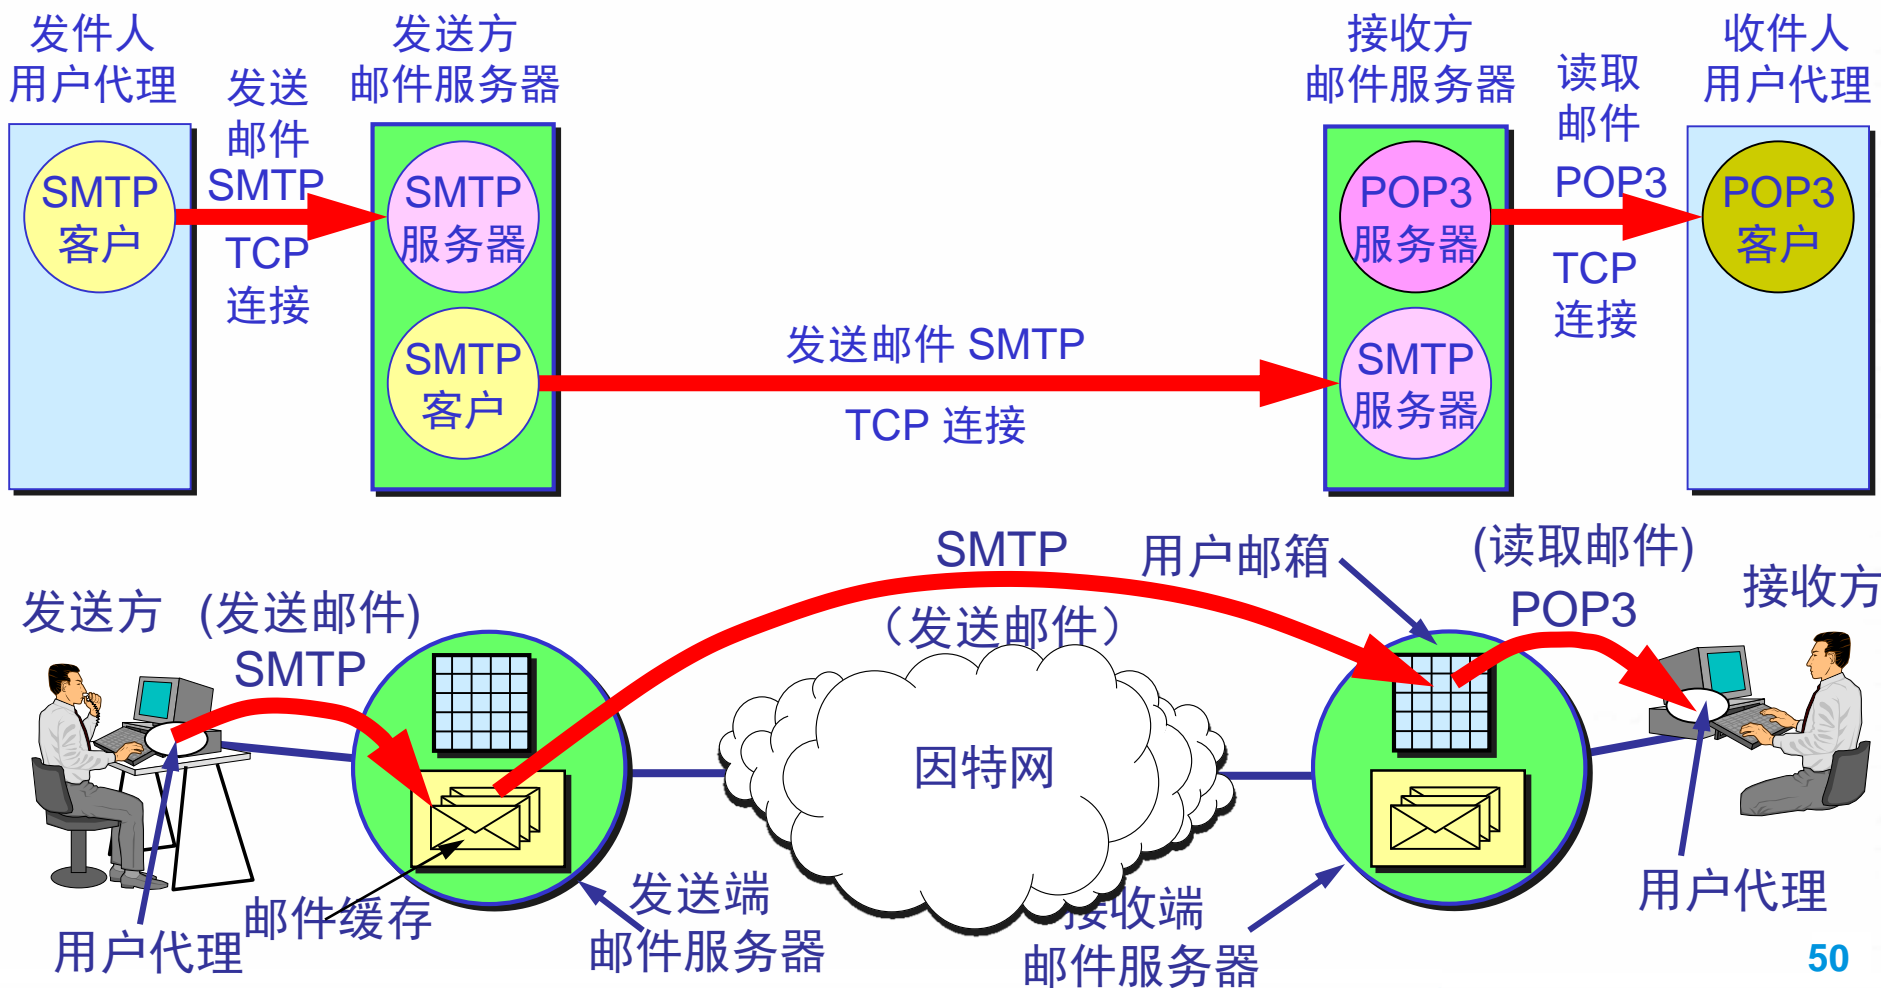 发件人
用户代理
发送
邮件
SMTP
TCP
连接
发送方
邮件服务器
接收方
邮件服务器
读取
邮件
POP3
TCP
连接
收件人
用户代理
SMTP
客户
SMTP
服务器
SMTP
客户
发送邮件 SMTP
TCP 连接
POP3
服务器
SMTP
服务器
POP3
客户
发送方
(发送邮件)
SMTP
SMTP
（发送邮件）
用户邮箱
(读取邮件)
POP3
接收方
因特网
用户代理
邮件缓存
发送端
邮件服务器
接收端
邮件服务器
用户代理
50